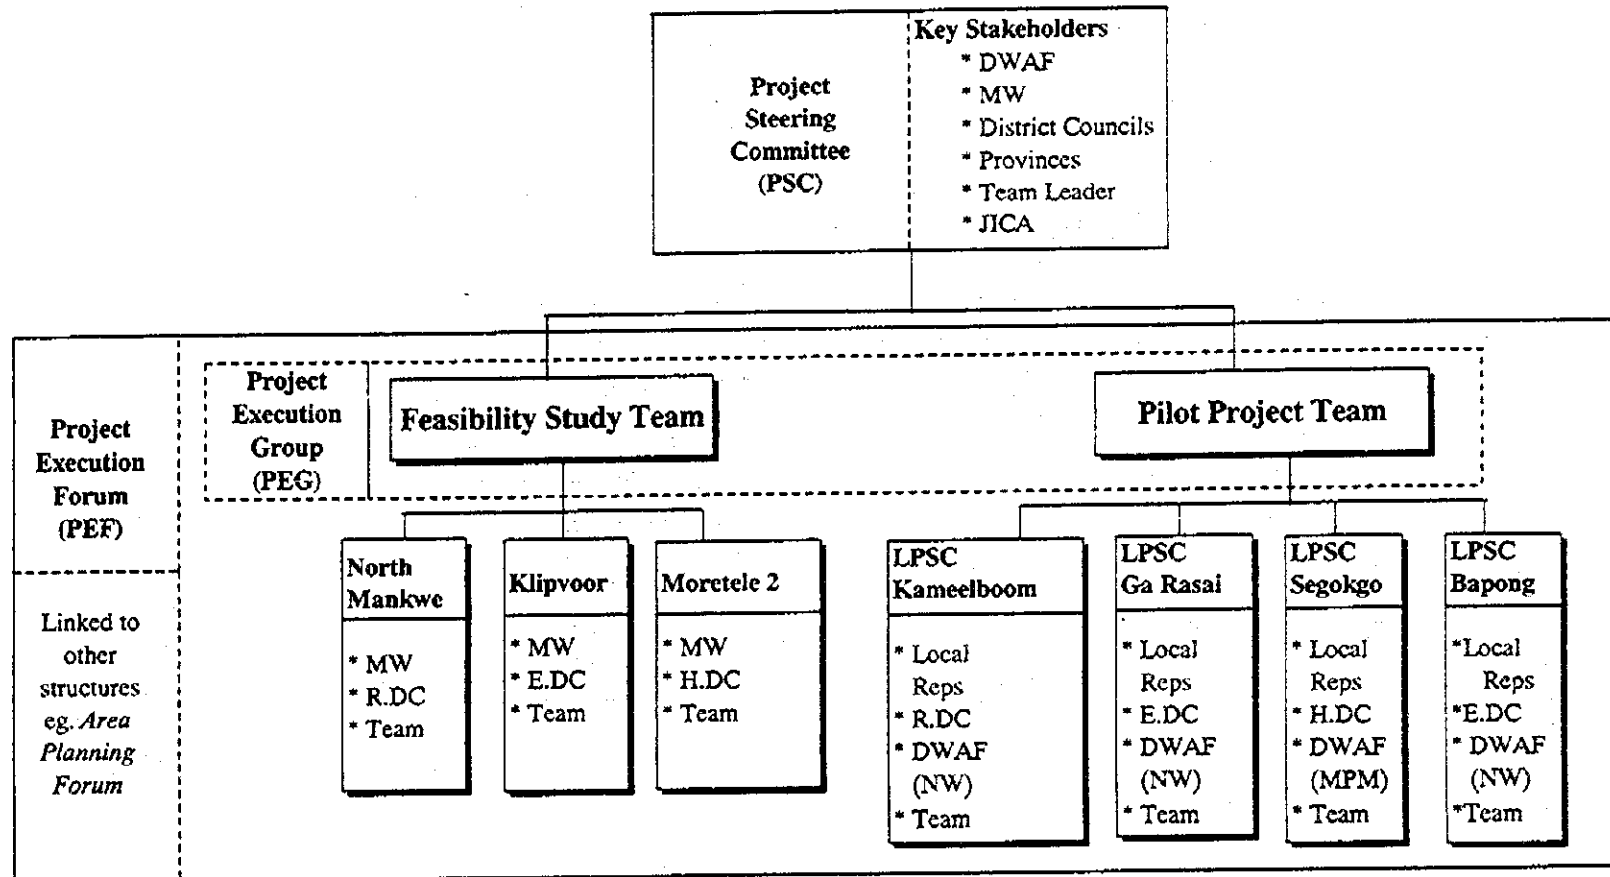 Project
Steering
Committee
(PSC)
Key Stakeholders
* DWAF
* MW
* District Councils
* Provinces
* Team Leader
* JICA
Project
Execution
Forum
(PEF)
Linked to
other
structures
eg. Area
Planning
Forum
Project
Execution
Group
(PEG)
Feasibility Study Team
Pilot Project Team
North
Mankwe
* MW
* R.DC
* Team
Klipvoor
* MW
* E.DC
* Team
Moretele 2
* MW
* H.DC
* Team
LPSC
Kameelboom
* Local
Reps
* R.DC
* DWAF
(NW)
* Team
LPSC
Ga Rasai
* Local
Reps
* E.DC
* DWAF
(NW)
* Team
LPSC
Segokgo
* Local
Reps
* H.DC
* DWAF
(MPM)
* Team
LPSC
Bapong
*Local
Reps
*E.DC
* DWAF
(NW)
*Team